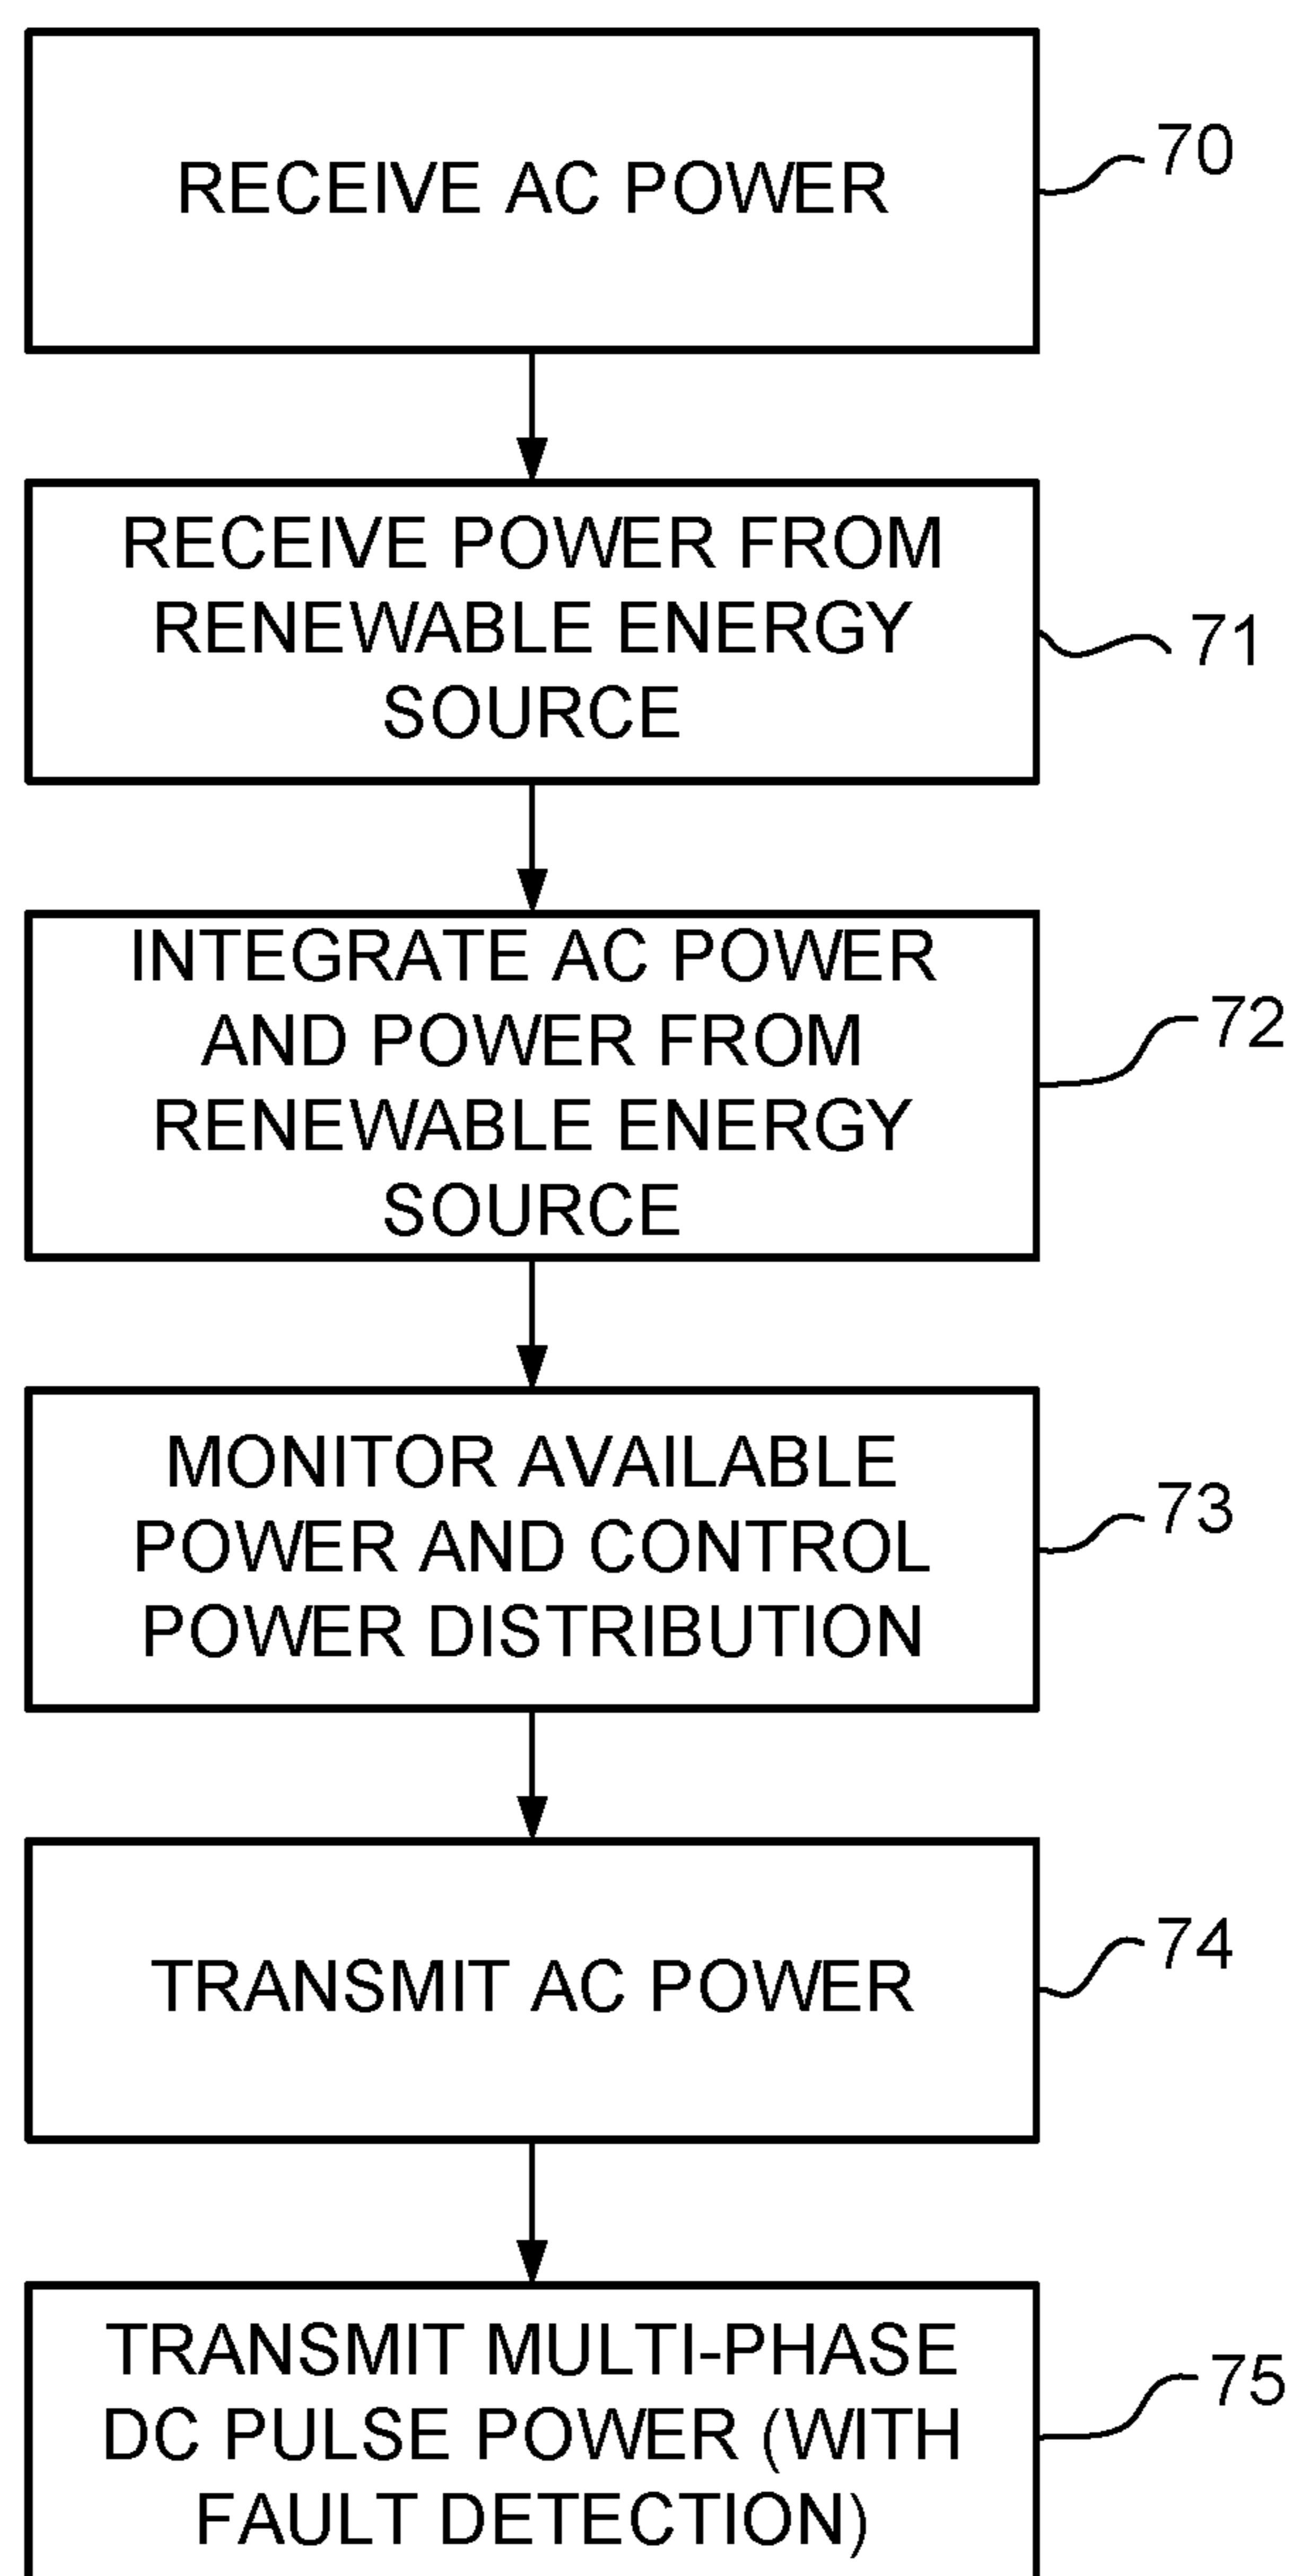 RECEIVE AC POWER
70
RECEIVE POWER FROM
RENEWABLE ENERGY
SOURCE
71
INTEGRATE AC POWER
AND POWER FROM
RENEWABLE ENERGY
SOURCE
72
MONITOR AVAILABLE
POWER AND CONTROL
POWER DISTRIBUTION
73
TRANSMIT AC POWER
74
TRANSMIT MULTI-PHASE
DC PULSE POWER (WITH
FAULT DETECTION)
75